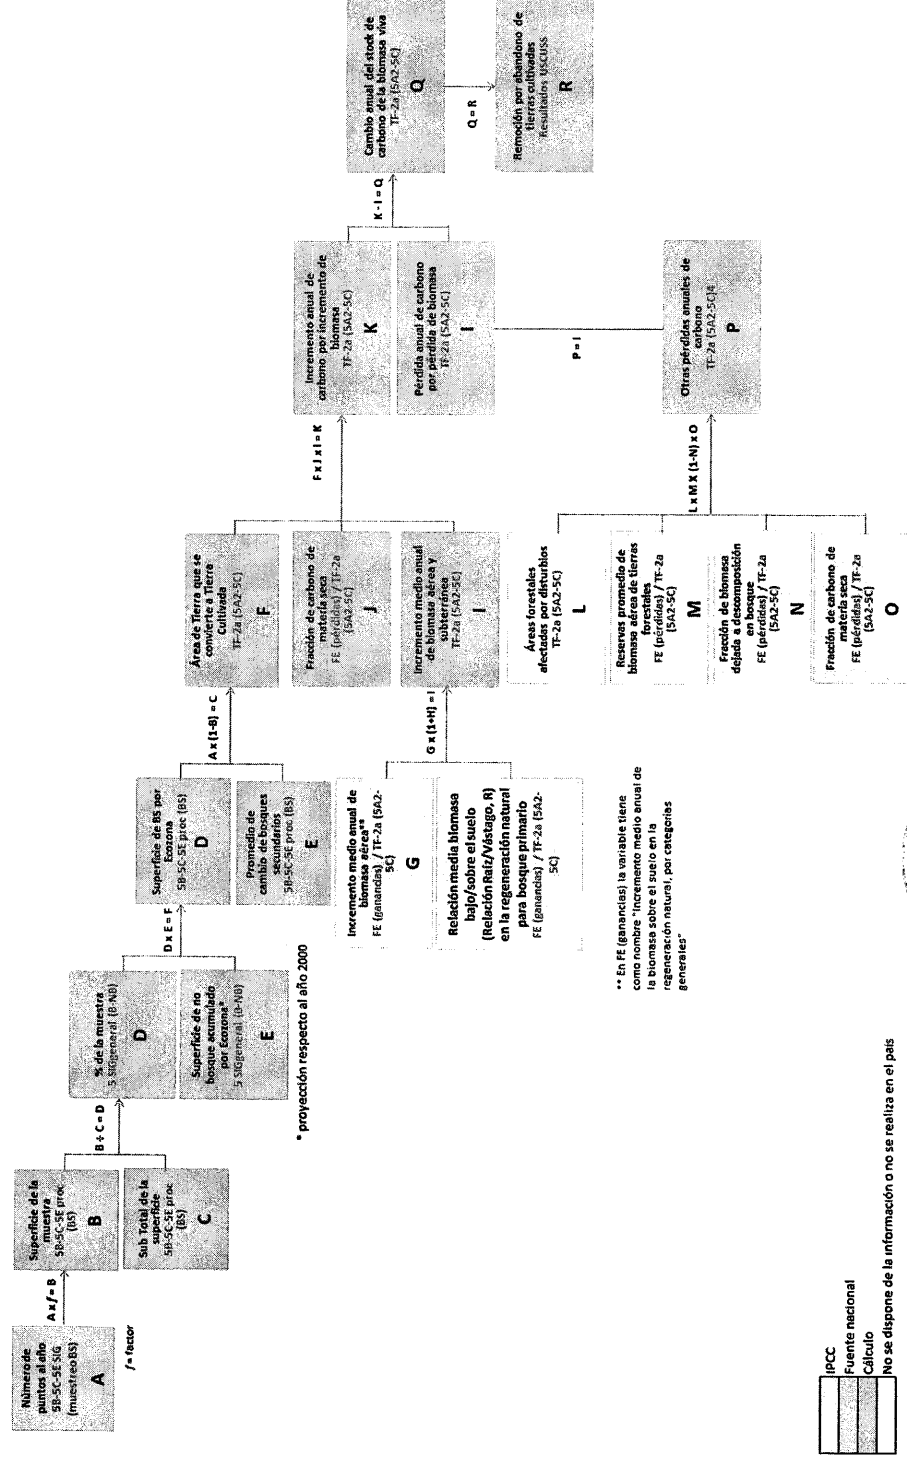 Número de
puntos al año
5B-5C-5E SIG
(muestreo BS)
A
f= factor
A x f = B
Superficie de la
muestra
5B-5C-5E proc
(BS)
B
Sub Total de la
superficie
5B-5C-5E proc
(BS)
C
B ÷ C = D
% de la muestra
5 SIGgeneral (B-NB)
D
Superficie de no
bosque acumulado
por Ecozona*
5 SIGgeneral (B-NB)
E
* proyección respecto al año 2000
D x E = F
Superficie de BS por
Ecozona
5B-5C-5E proc (BS)
D
Promedio de
cambio de bosques
secundarios
5B-5C-5E proc (BS)
E
A x (1-B) = C
Incremento medio anual de
biomasa aérea**
FE (ganancias) / TF-2a (5A2-
5C)
G
Relación media biomasa
bajo/sobre el suelo
(Relación Raíz/Vástago, R)
en la regeneración natural
para bosque primario
FE (ganancias) / TF-2a (5A2-
5C)
G x (1+H) = I
** En FE (ganancias) la variable tiene
como nombre "Incremento medio anual de
la biomasa sobre el suelo en la
regeneración natural, por categorías
generales"
Área de Tierra que se
convierte a Tierra
Cultivada
TF-2a (5A2-5C)
F
Fracción de carbono de
materia seca
FE (pérdidas) / TF-2a
(5A2-5C)
J
Incremento medio anual
de biomasa aérea y
subterránea
TF-2a (5A2-5C)
I
Áreas forestales
afectadas por disturbios
TF-2a (5A2-5C)
L
Reservas promedio de
biomasa aérea de tierras
forestales
FE (pérdidas) / TF-2a
(5A2-5C)
M
Fracción de biomasa
dejada a descomposición
en bosque
FE (pérdidas) / TF-2a
(5A2-5C)
N
Fracción de carbono de
materia seca
FE (pérdidas) / TF-2a
(5A2-5C)
O
F x J x I = K
L x M X (1-N) x O
Incremento anual de
carbono por incremento de
biomasa
TF-2a (5A2-5C)
K
Pérdida anual de carbono
por pérdida de biomasa
TF-2a (5A2-5C)
I
P = I
Otras pérdidas anuales de
carbono
TF-2a (5A2-5C)4
P
K - I = Q
Cambio anual del stock de
carbono de la biomasa viva
TF-2a (5A2-5C)
Q
Q = R
Remoción por abandono de
tierras cultivadas
Resultados USCUSS
R
IPCC
Fuente nacional
Cálculo
No se dispone de la información o no se realiza en el país